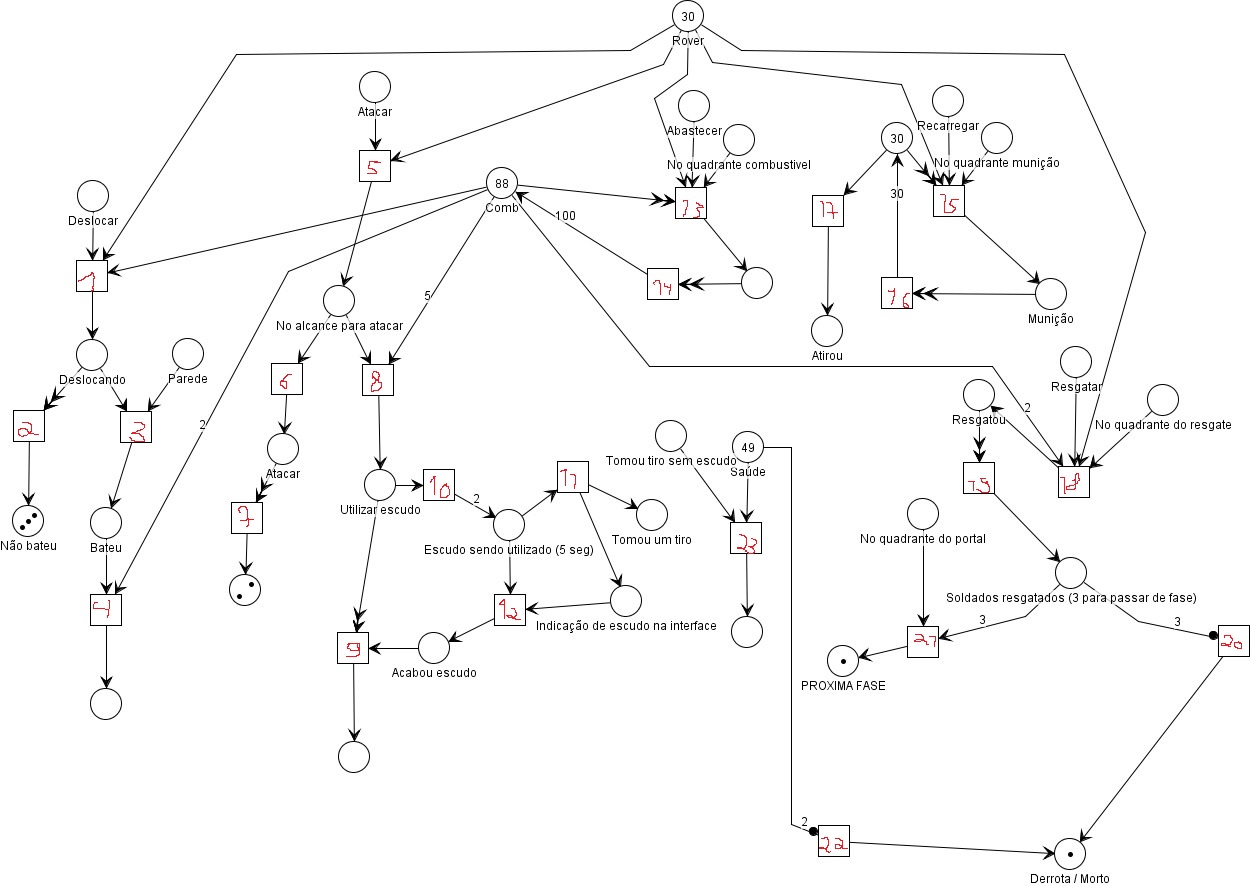 30
Rover
Atacar
Abastecer
No quadrante combustivel
Recarregar
30
No quadrante munição
5
88
Comb
13
15
17
Deslocar
100
30
1
14
16
5
No alcance para atacar
Munição
Atirou
Deslocando
Parede
6
8
Resgatar
Resgatou
2
No quadrante do resgate
2
3
2
Tomou tiro sem escudo
49
Saúde
Atacar
10
11
19
18
Utilizar escudo
2
7
Tomou um tiro
Não bateu
Bateu
Escudo sendo utilizado (5 seg)
23
No quadrante do portal
4
12
Indicação de escudo na interface
Soldados resgatados (3 para passar de fase)
3
3
9
21
20
Acabou escudo
PROXIMA FASE
2
22
Derrota / Morto